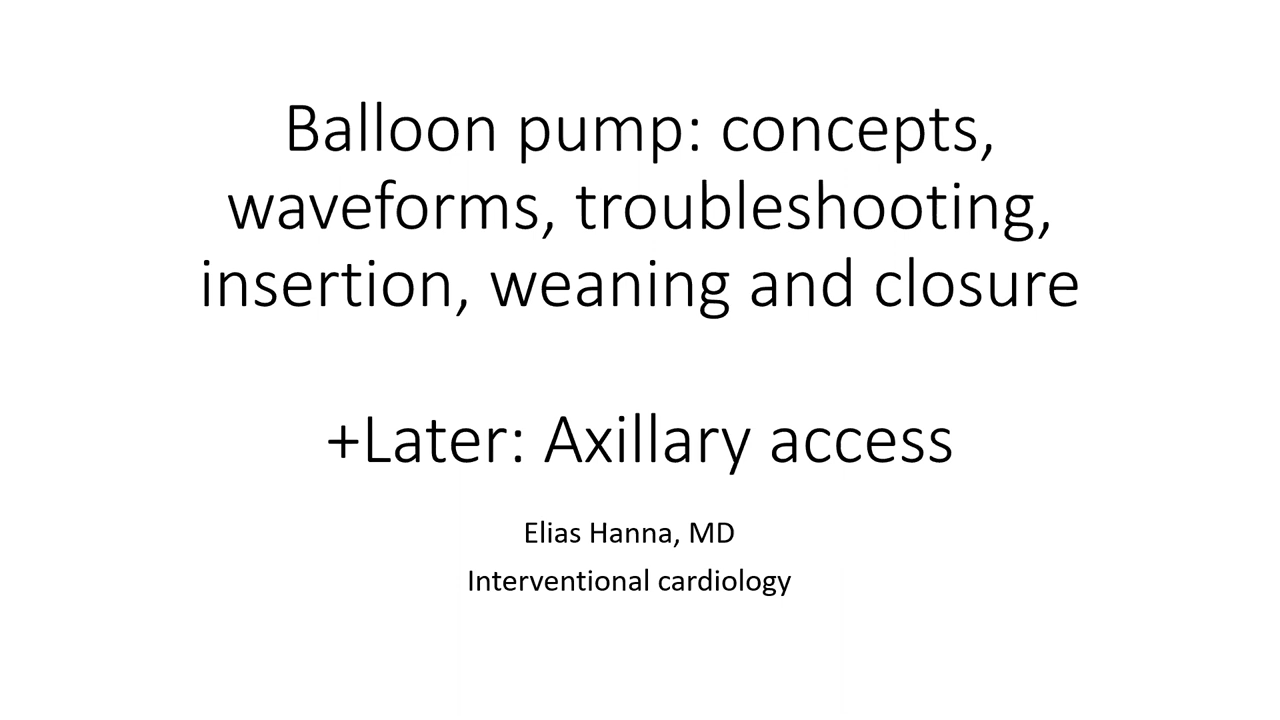 Balloon pump: concepts,
waveforms, troubleshooting,
insertion, weaning and closure
+Later: Axillary access
Elias Hanna, MD
Interventional cardiology